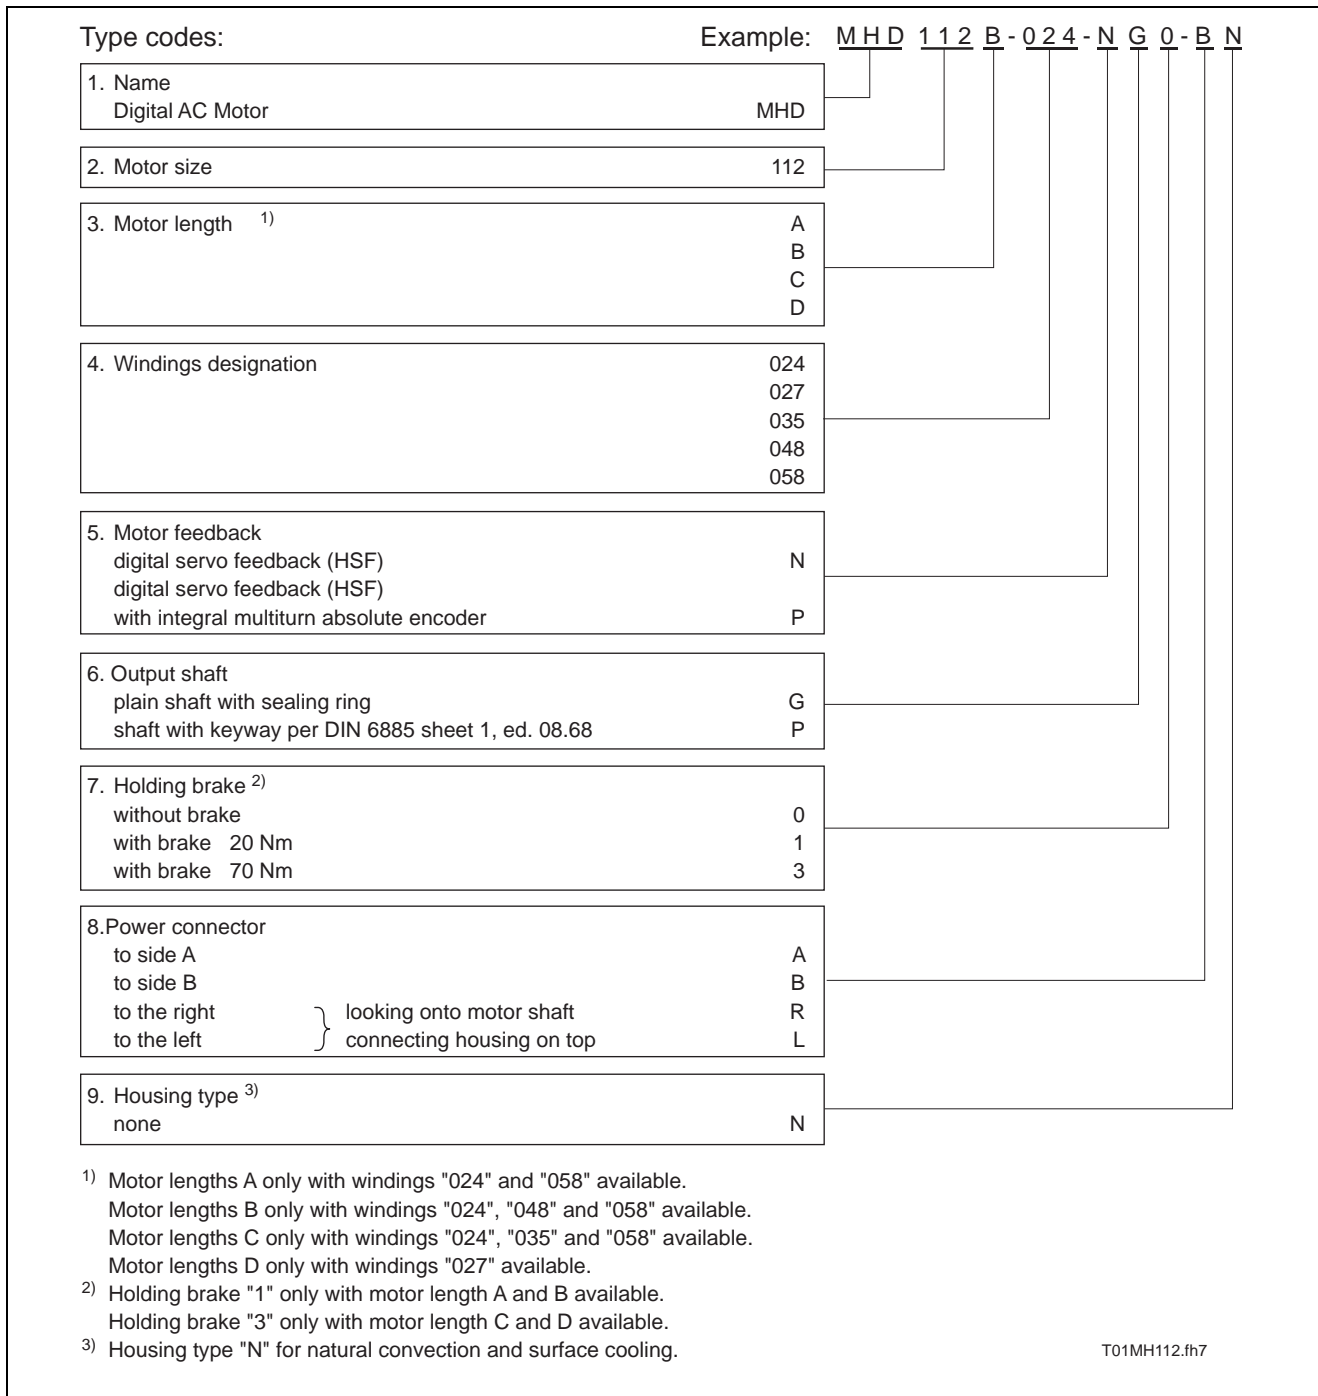 Type codes: Example: MHD 112 B - 024 - N G 0 - B N
1. Name
Digital AC Motor MHD
2. Motor size 112
3. Motor length 1) A
B
C
D
4. Windings designation 024
027
035
048
058
5. Motor feedback
digital servo feedback (HSF) N
digital servo feedback (HSF)
with integral multiturn absolute encoder P
6. Output shaft
plain shaft with sealing ring G
shaft with keyway per DIN 6885 sheet 1, ed. 08.68 P
7. Holding brake 2)
without brake 0
with brake 20 Nm 1
with brake 70 Nm 3
8.Power connector
to side A A
to side B B
to the right looking onto motor shaft R
to the left connecting housing on top L
9. Housing type 3)
none N
1) Motor lengths A only with windings "024" and "058" available.
Motor lengths B only with windings "024", "048" and "058" available.
Motor lengths C only with windings "024", "035" and "058" available.
Motor lengths D only with windings "027" available.
2) Holding brake "1" only with motor length A and B available.
Holding brake "3" only with motor length C and D available.
3) Housing type "N" for natural convection and surface cooling. T01MH112.fh7